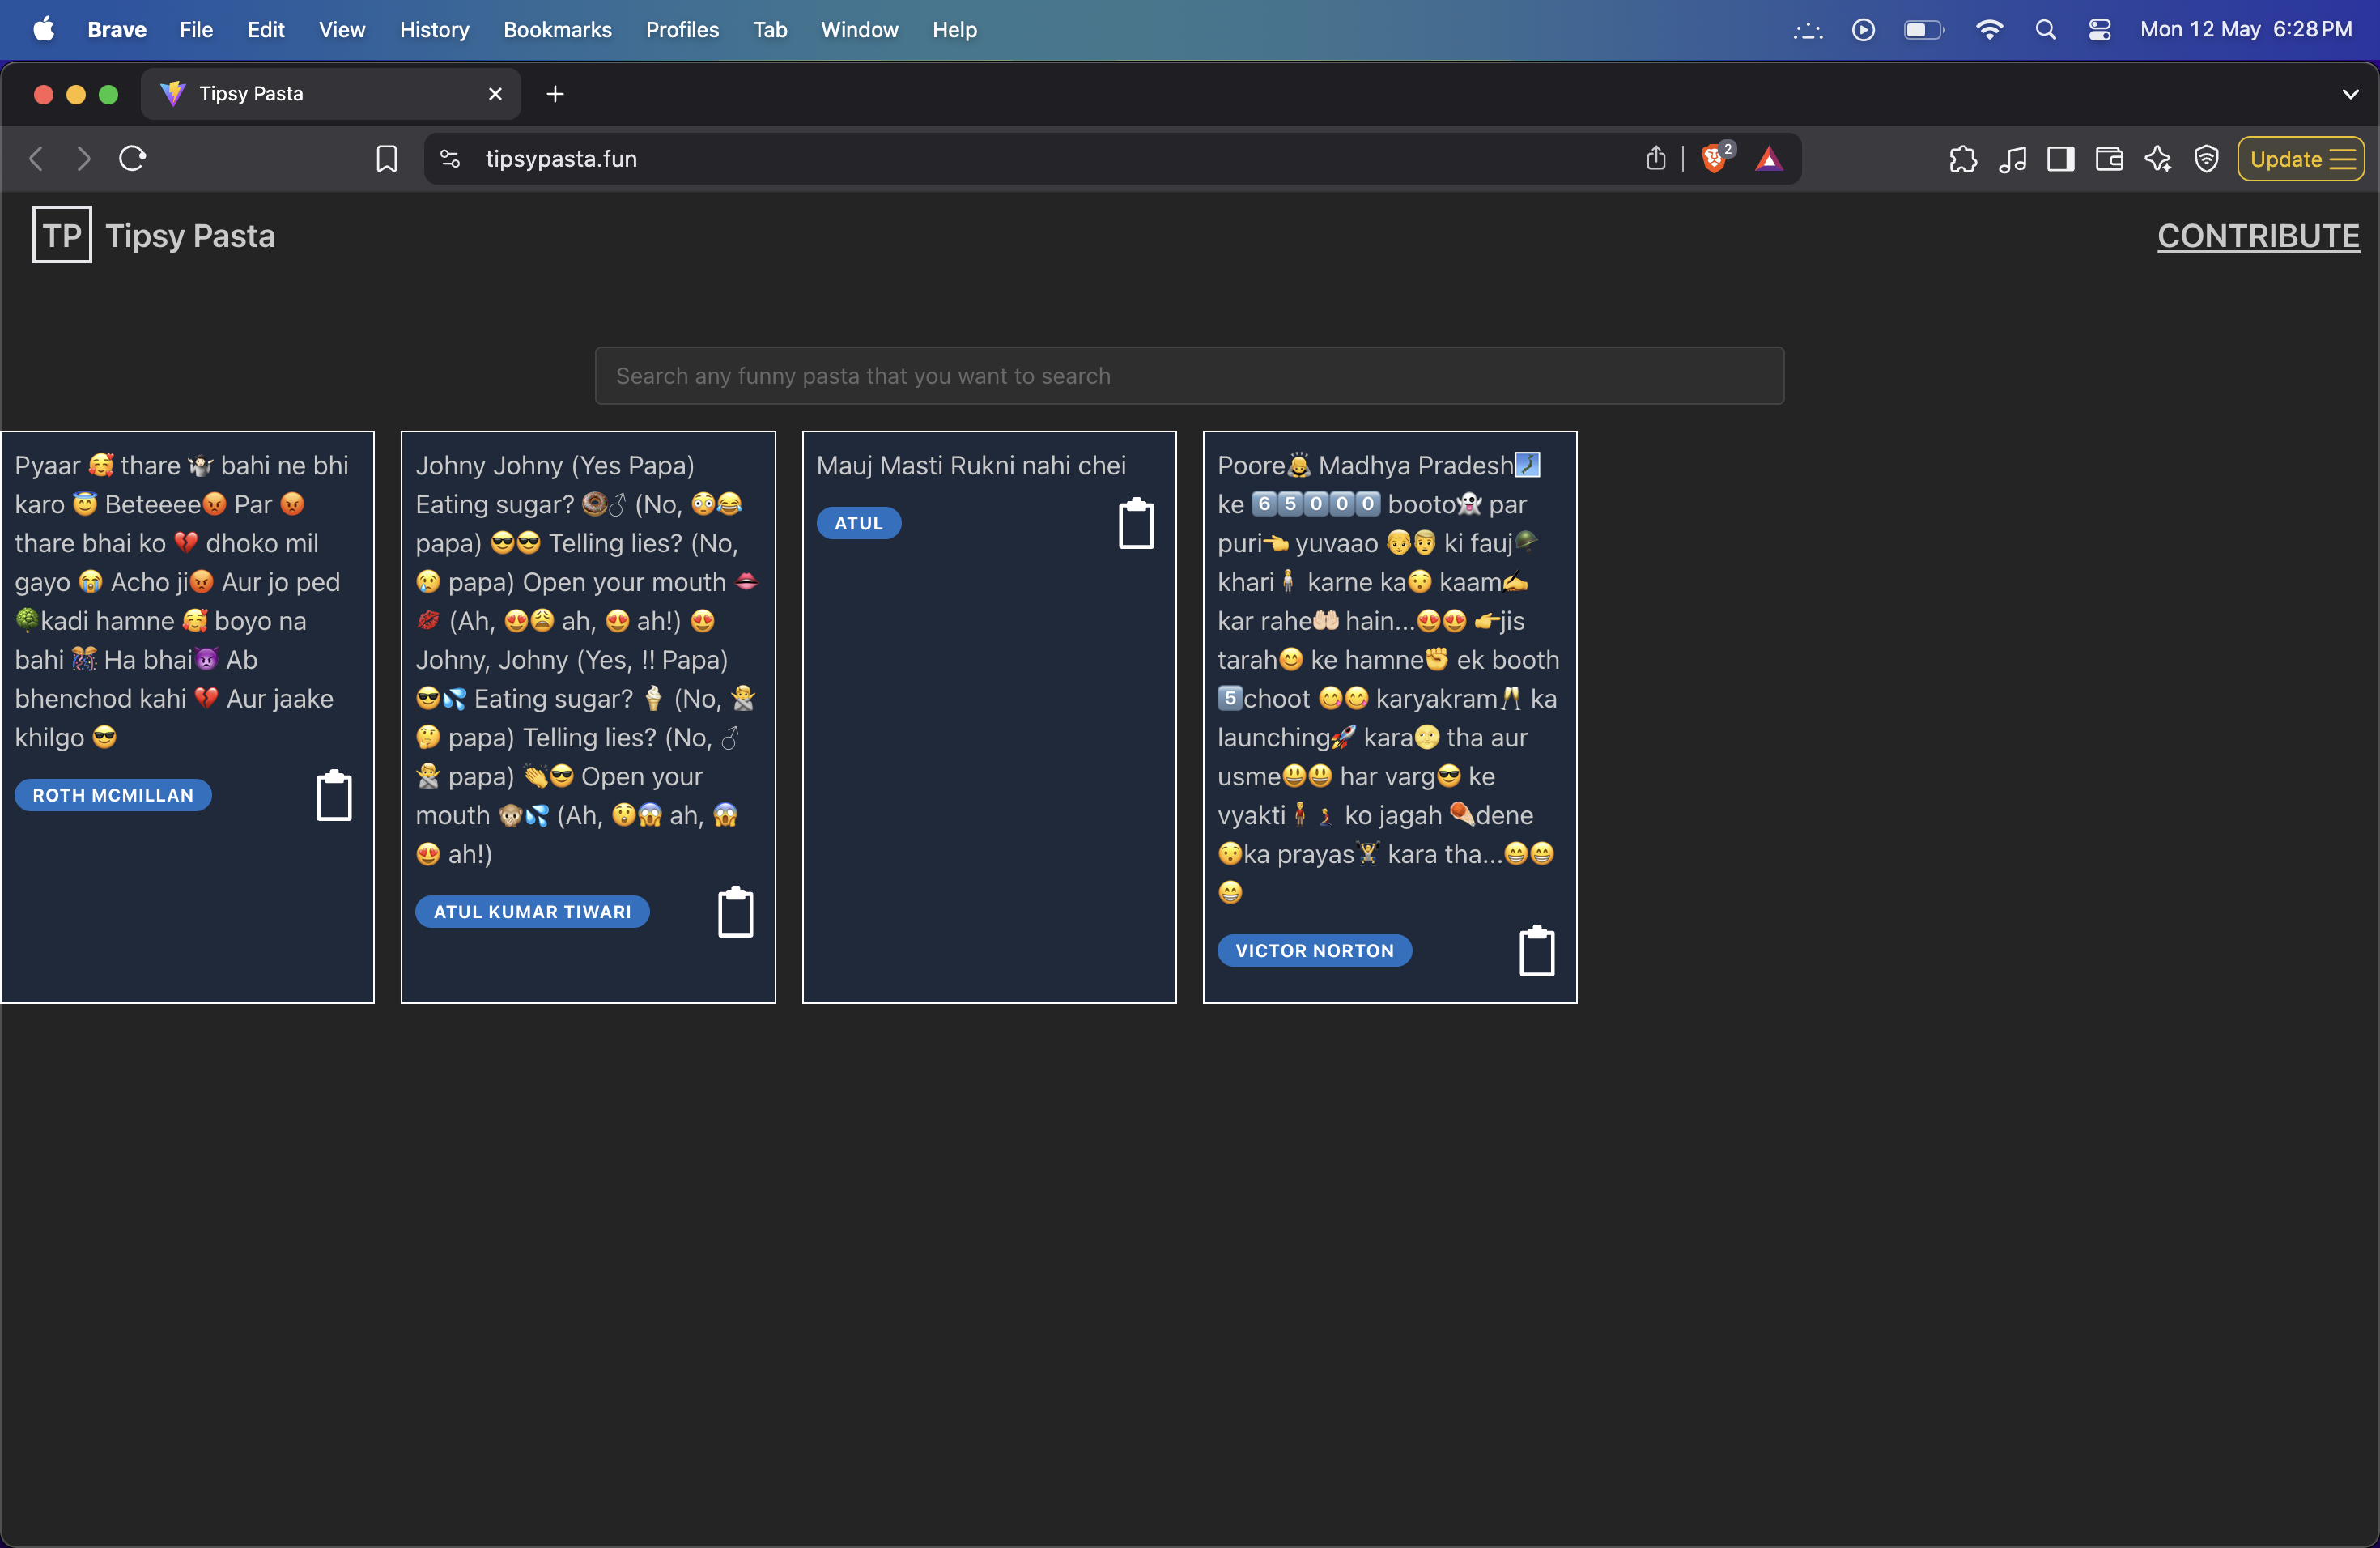 Brave File Edit View History Bookmarks Profiles Tab Window Help Mon 12 May 6:28 PM
Tipsy Pasta
tipsypasta.fun 2 Update
TP Tipsy Pasta CONTRIBUTE
Search any funny pasta that you want to search
Pyaar 🥰 thare 🤷🏻‍♂️ bahi ne bhi
karo 😇 Beteeee😡 Par 😡
thare bhai ko 💔 dhoko mil
gayo 😭 Acho ji😡 Aur jo ped
🌳kadi hamne 🥰 boyo na
bahi 🎊 Ha bhai😈 Ab
bhenchod kahi 💔 Aur jaake
khilgo 😎
ROTH MCMILLAN
Johny Johny (Yes Papa)
Eating sugar? 🍩♂ (No, 😳😂
papa) 😎😎 Telling lies? (No,
😢 papa) Open your mouth 👄
💋 (Ah, 😍😩 ah, 😍 ah!) 😍
Johny, Johny (Yes, ‼ Papa)
😎💦 Eating sugar? 🍦 (No, 🙅
🤔 papa) Telling lies? (No, ♂
🙅 papa) 👏😎 Open your
mouth 🙊💦 (Ah, 😲😱 ah, 😱
😍 ah!)
ATUL KUMAR TIWARI
Mauj Masti Rukni nahi chei
ATUL
Poore🙇 Madhya Pradesh🗾
ke 6️⃣5️⃣0️⃣0️⃣0️⃣ booto👻 par
puri👈 yuvaao 👴👨 ki fauj🪖
khari🧍 karne ka😯 kaam✍
kar rahe🤲🏻 hain...😍😍 👉jis
tarah😊 ke hamne✊ ek booth
5️⃣choot 😋😋 karyakram🥂 ka
launching🚀 kara🌝 tha aur
usme😃😃 har varg😎 ke
vyakti🧍🧎 ko jagah 🍖dene
😯ka prayas🏋 kara tha...😁😁
😁
VICTOR NORTON